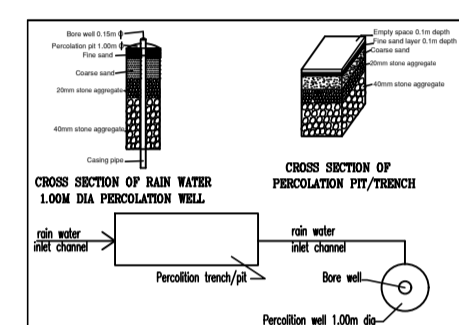 Bore well 0.15m ϕ
Percolation pit 1.00m ϕ
Fine sand
Coarse sand
20mm stone aggregate
40mm stone aggregate
Casing pipe
CROSS SECTION OF RAIN WATER
1.00M DIA PERCOLATION WELL
Empty space 0.1m depth
Fine sand layer 0.1m depth
Coarse sand
20mm stone aggregate
40mm stone aggregate
CROSS SECTION OF
PERCOLATION PIT/TRENCH
rain water
inlet channel
Percolition trench/pit
rain water
inlet channel
Bore well
Percolition well 1.00m dia